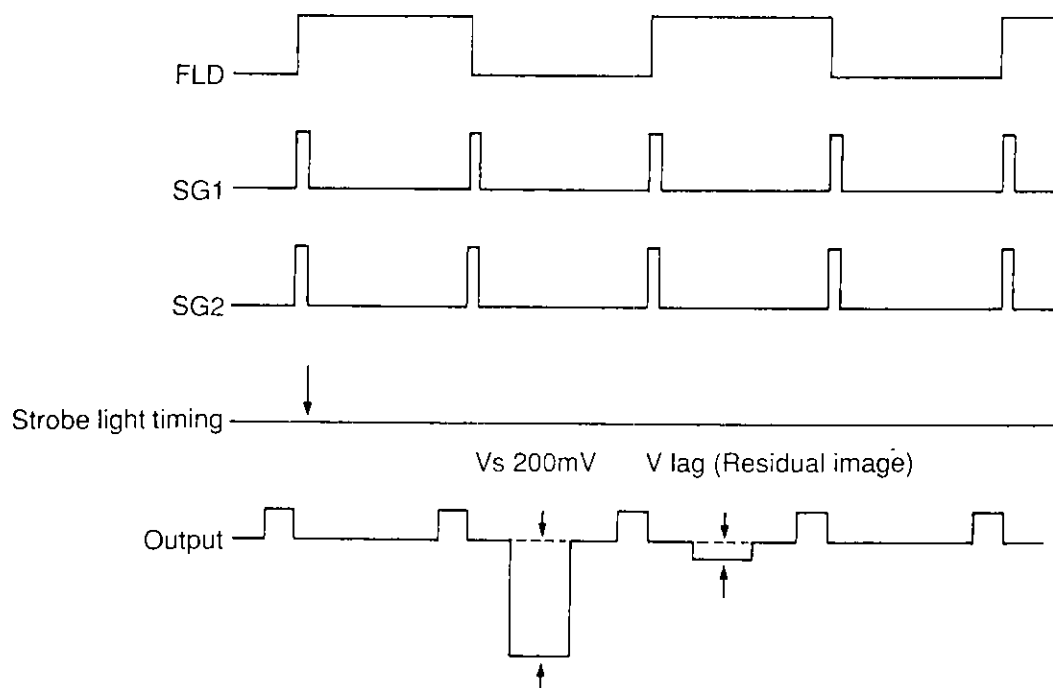 FLD
SG1
SG2
Strobe light timing
Vs 200mV V lag (Residual image)
Output